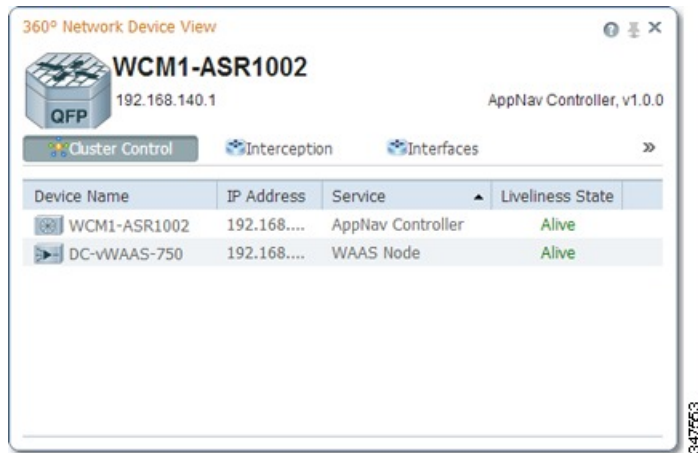 360° Network Device View
WCM1-ASR1002
192.168.140.1
AppNav Controller, v1.0.0
QFP
Cluster Control Interception Interfaces »
Device Name IP Address Service Liveliness State
WCM1-ASR1002 192.168.... AppNav Controller Alive
DC-vWAAS-750 192.168.... WAAS Node Alive
347553